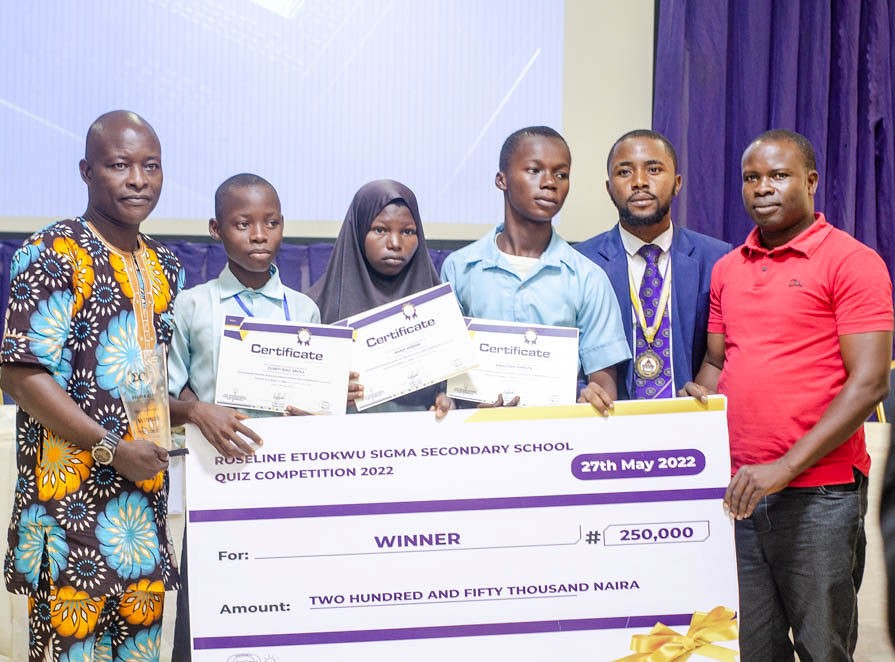 Certificate
Certificate
Certificate
ROSELINE ETUOKWU SIGMA SECONDARY SCHOOL
QUIZ COMPETITION 2022
27th May 2022
For:
WINNER
#
250,000
Amount:
TWO HUNDRED AND FIFTY THOUSAND NAIRA